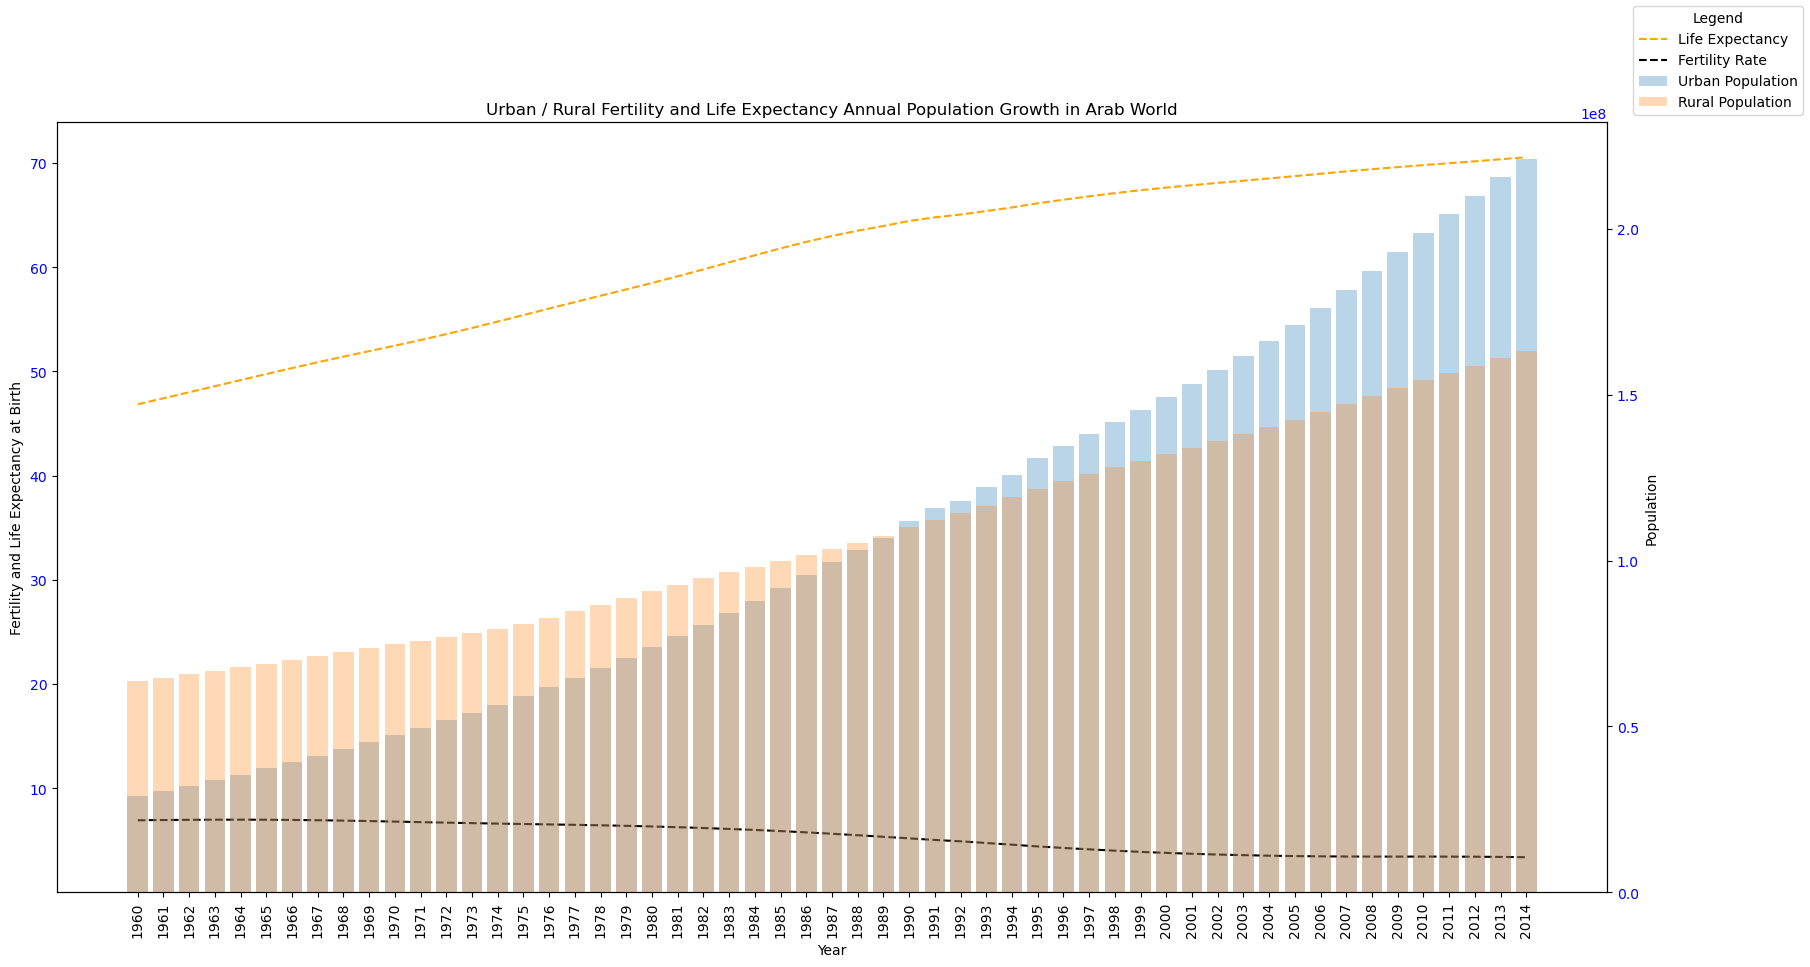 Legend
Life Expectancy
Fertility Rate
Urban Population
Rural Population
Urban / Rural Fertility and Life Expectancy Annual Population Growth in Arab World
1e8
70
60
50
40
30
20
10
Fertility and Life Expectancy at Birth
2.0
1.5
1.0
0.5
0.0
Population
1960 1961 1962 1963 1964 1965 1966 1967 1968 1969 1970 1971 1972 1973 1974 1975 1976 1977 1978 1979 1980 1981 1982 1983 1984 1985 1986 1987 1988 1989 1990 1991 1992 1993 1994 1995 1996 1997 1998 1999 2000 2001 2002 2003 2004 2005 2006 2007 2008 2009 2010 2011 2012 2013 2014
Year